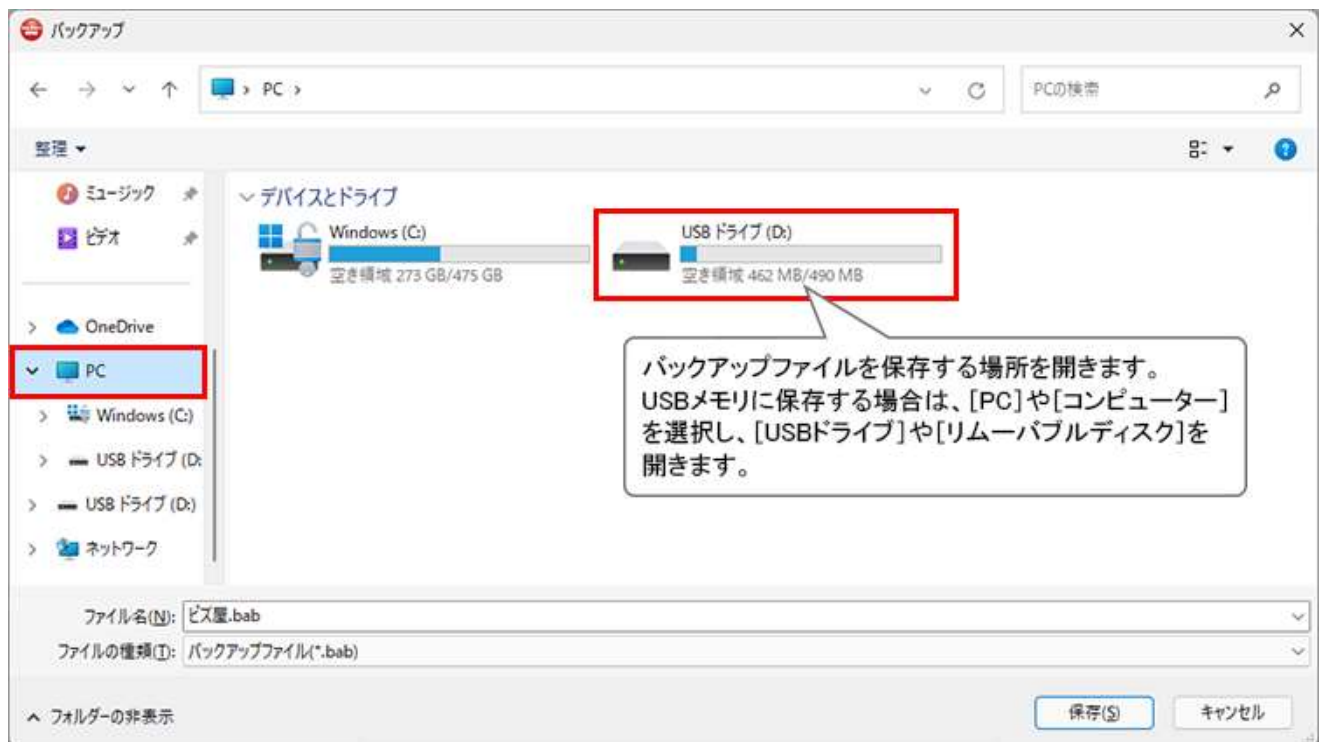 バックアップ
PC
PCの検索
整理
ミュージック
ビデオ
OneDrive
PC
Windows (C:)
USB ドライブ (D:
USB ドライブ (D:)
ネットワーク
デバイスとドライブ
Windows (C:)
空き領域 273 GB/475 GB
USB ドライブ (D:)
空き領域 462 MB/490 MB
バックアップファイルを保存する場所を開きます。
USBメモリに保存する場合は、[PC]や[コンピューター]
を選択し、[USBドライブ]や[リムーバブルディスク]を
開きます。
ファイル名(N): ビズ屋.bab
ファイルの種類(T): バックアップファイル(*.bab)
フォルダーの非表示
保存(S)
キャンセル